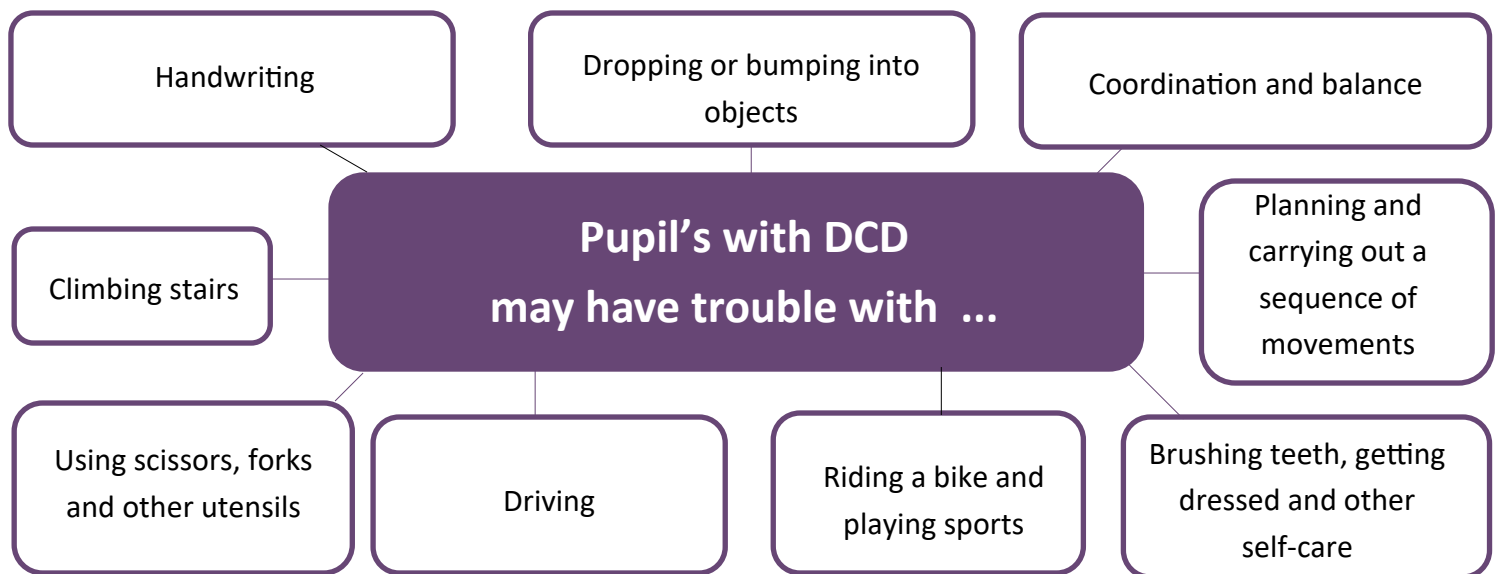 Handwriting
Dropping or bumping into
objects
Coordination and balance
Pupil’s with DCD
may have trouble with ...
Climbing stairs
Planning and
carrying out a
sequence of
movements
Using scissors, forks
and other utensils
Driving
Riding a bike and
playing sports
Brushing teeth, getting
dressed and other
self-care